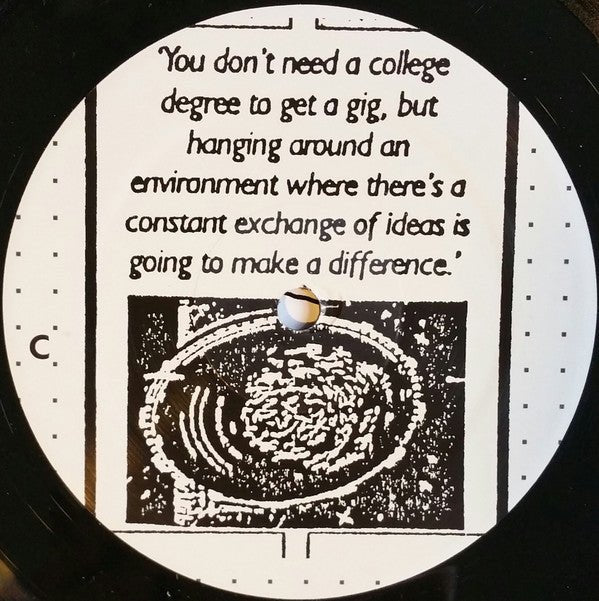 'You don't need a college
degree to get a gig, but
hanging around an
environment where there's a
constant exchange of ideas is
going to make a difference.'
C